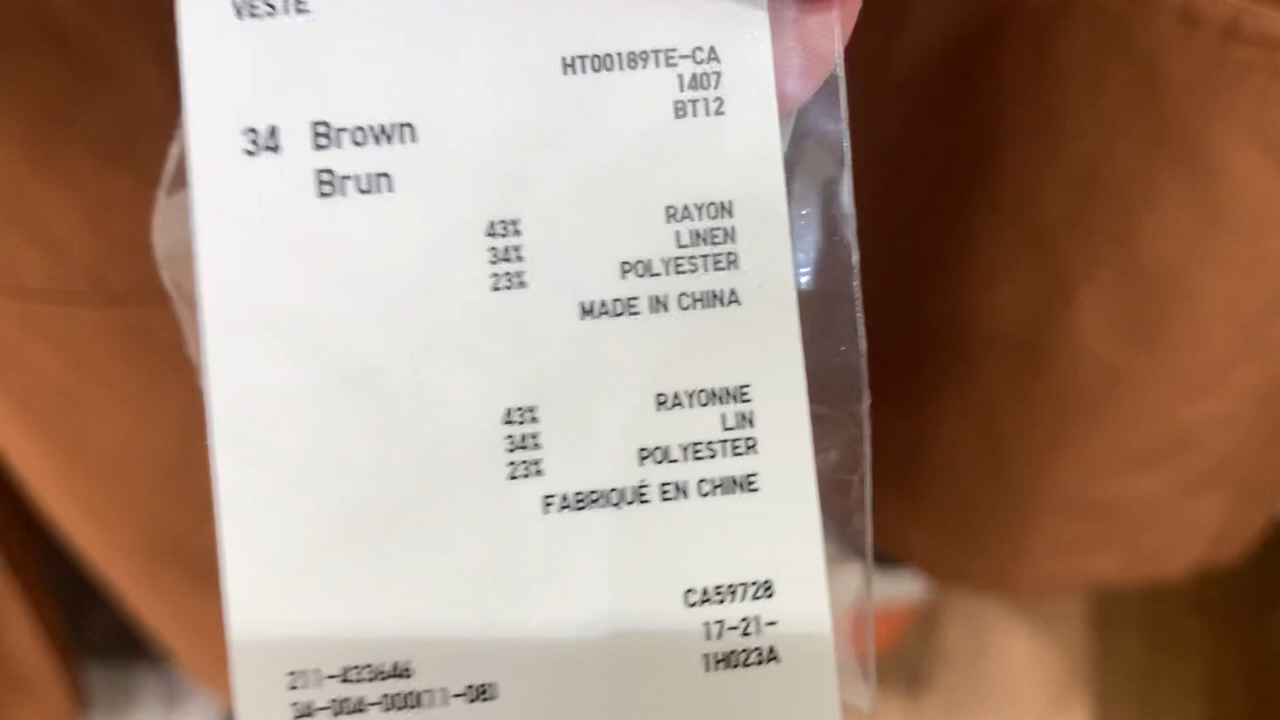 VESTE
HT00189TE-CA
1407
BT12
34 Brown
Brun
43% RAYON
34% LINEN
23% POLYESTER
MADE IN CHINA
43% RAYONNE
34% LIN
23% POLYESTER
FABRIQUÉ EN CHINE
CA59728
17-21-
1H023A